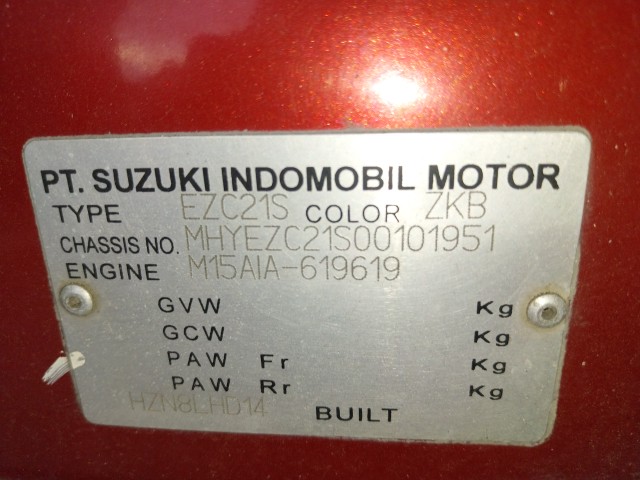 PT. SUZUKI INDOMOBIL MOTOR
TYPE EZC21S COLOR ZKB
CHASSIS NO. MHYEZC21S00101951
ENGINE M15AIA-619619
GVW Kg
GCW Kg
PAW Fr Kg
PAW Rr Kg
HZN8LHD14 BUILT